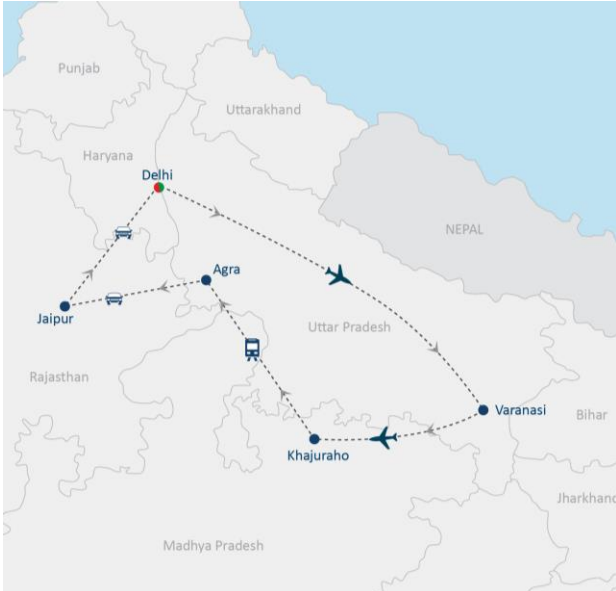 Punjab
Uttarakhand
Haryana
Delhi
NEPAL
Agra
Jaipur
Uttar Pradesh
Rajasthan
Varanasi
Bihar
Khajuraho
Jharkhand
Madhya Pradesh